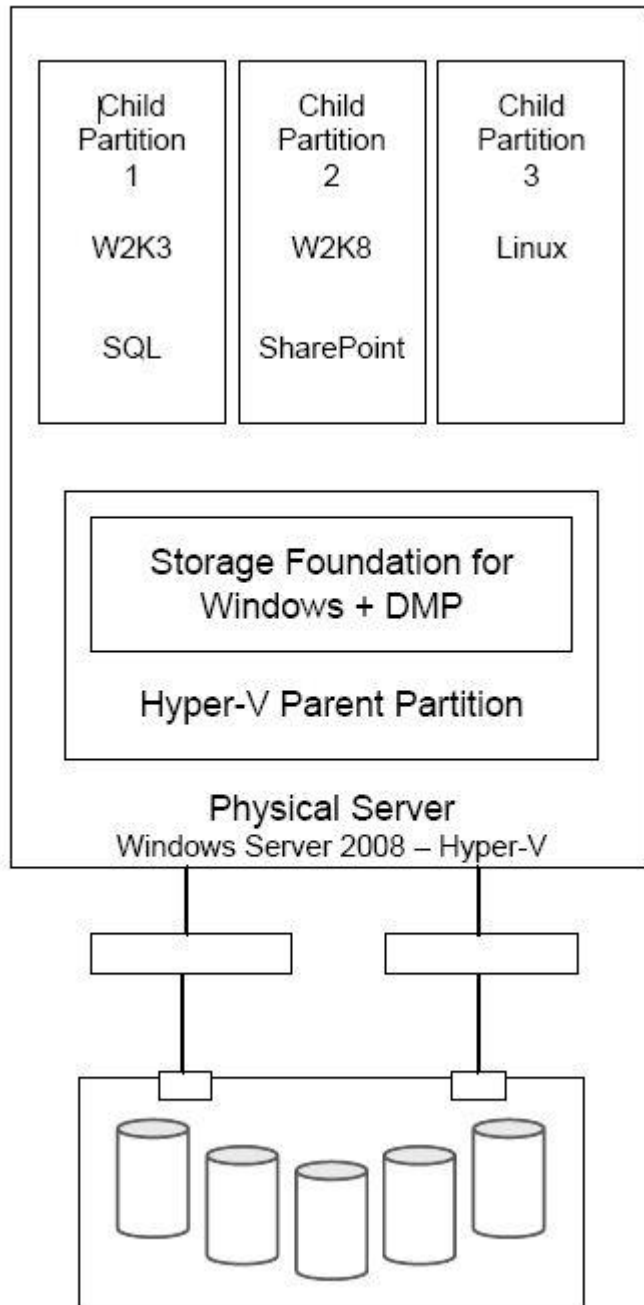 Child
Partition
1
W2K3
SQL
Child
Partition
2
W2K8
SharePoint
Child
Partition
3
Linux
Storage Foundation for
Windows + DMP
Hyper-V Parent Partition
Physical Server
Windows Server 2008 – Hyper-V